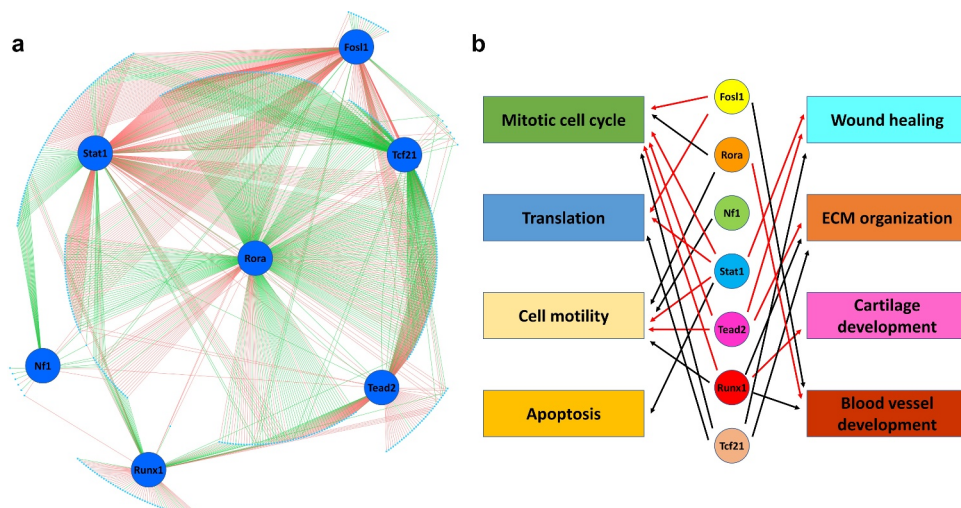 a
Fosl1
Stat1
Tcf21
Rora
Nf1
Tead2
Runx1
b
Mitotic cell cycle
Translation
Cell motility
Apoptosis
Fosl1
Rora
Nf1
Stat1
Tead2
Runx1
Tcf21
Wound healing
ECM organization
Cartilage
development
Blood vessel
development